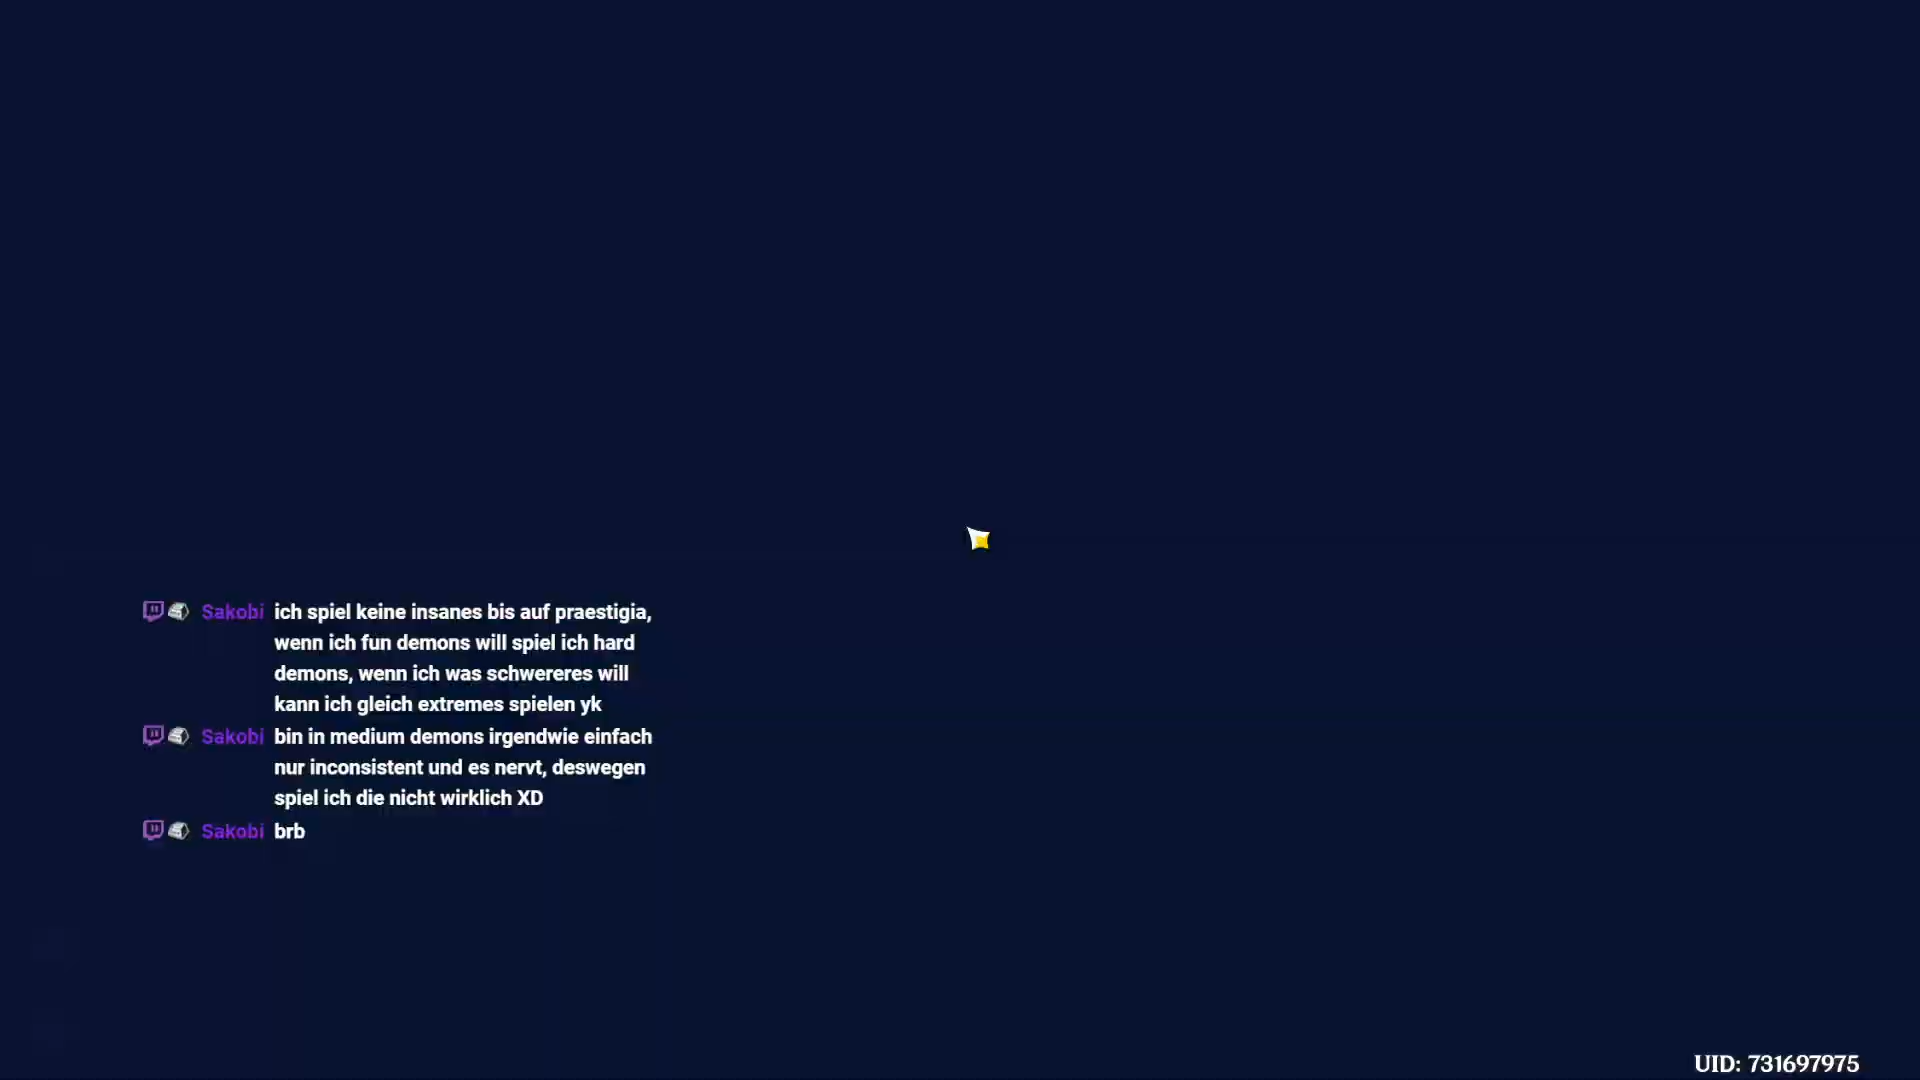 Sakobi ich spiel keine insanes bis auf praestigia,
wenn ich fun demons will spiel ich hard
demons, wenn ich was schwereres will
kann ich gleich extremes spielen yk
Sakobi bin in medium demons irgendwie einfach
nur inconsistent und es nervt, deswegen
spiel ich die nicht wirklich XD
Sakobi brb
UID: 731697975